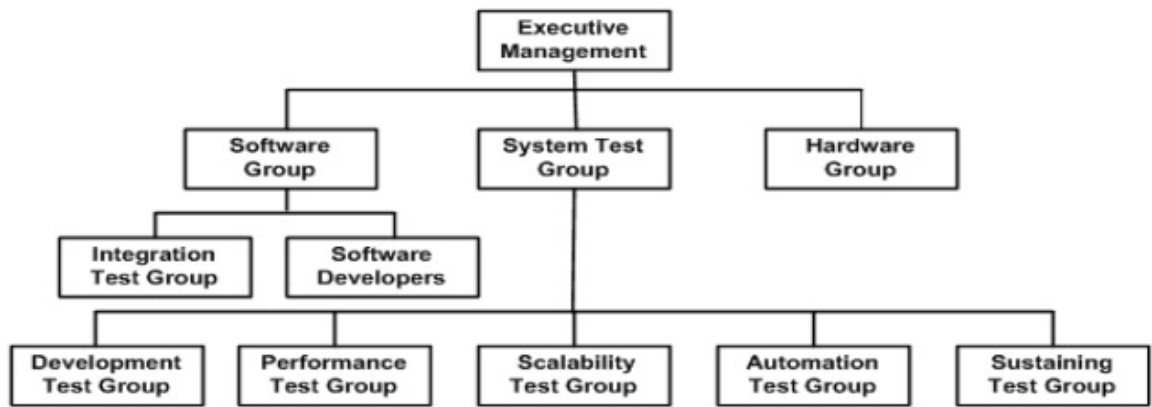 Executive
Management
Software
Group
System Test
Group
Hardware
Group
Integration
Test Group
Software
Developers
Development
Test Group
Performance
Test Group
Scalability
Test Group
Automation
Test Group
Sustaining
Test Group